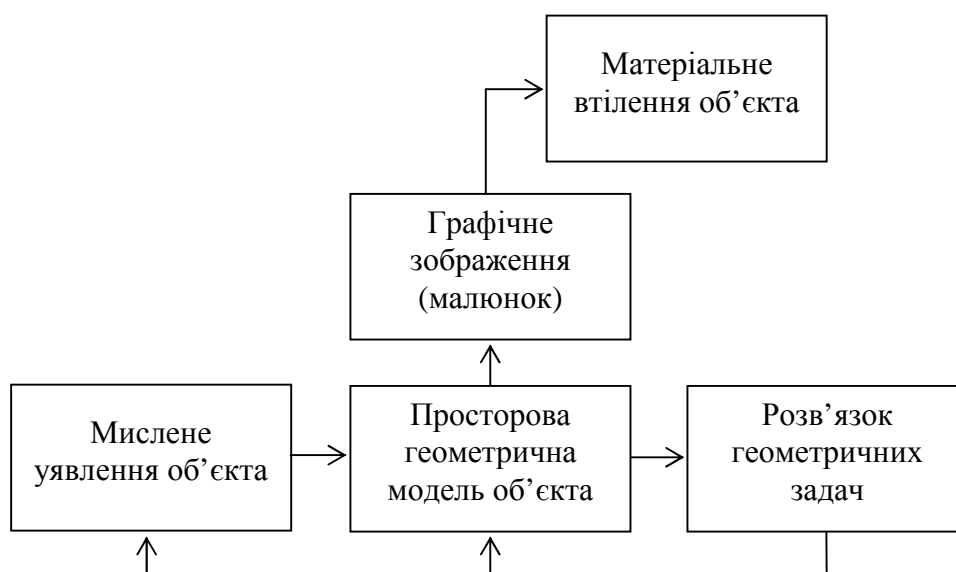 Матеріальне
втілення об’єкта
Графічне
зображення
(малюнок)
Мислене
уявлення об’єкта
Просторова
геометрична
модель об’єкта
Розв’язок
геометричних
задач